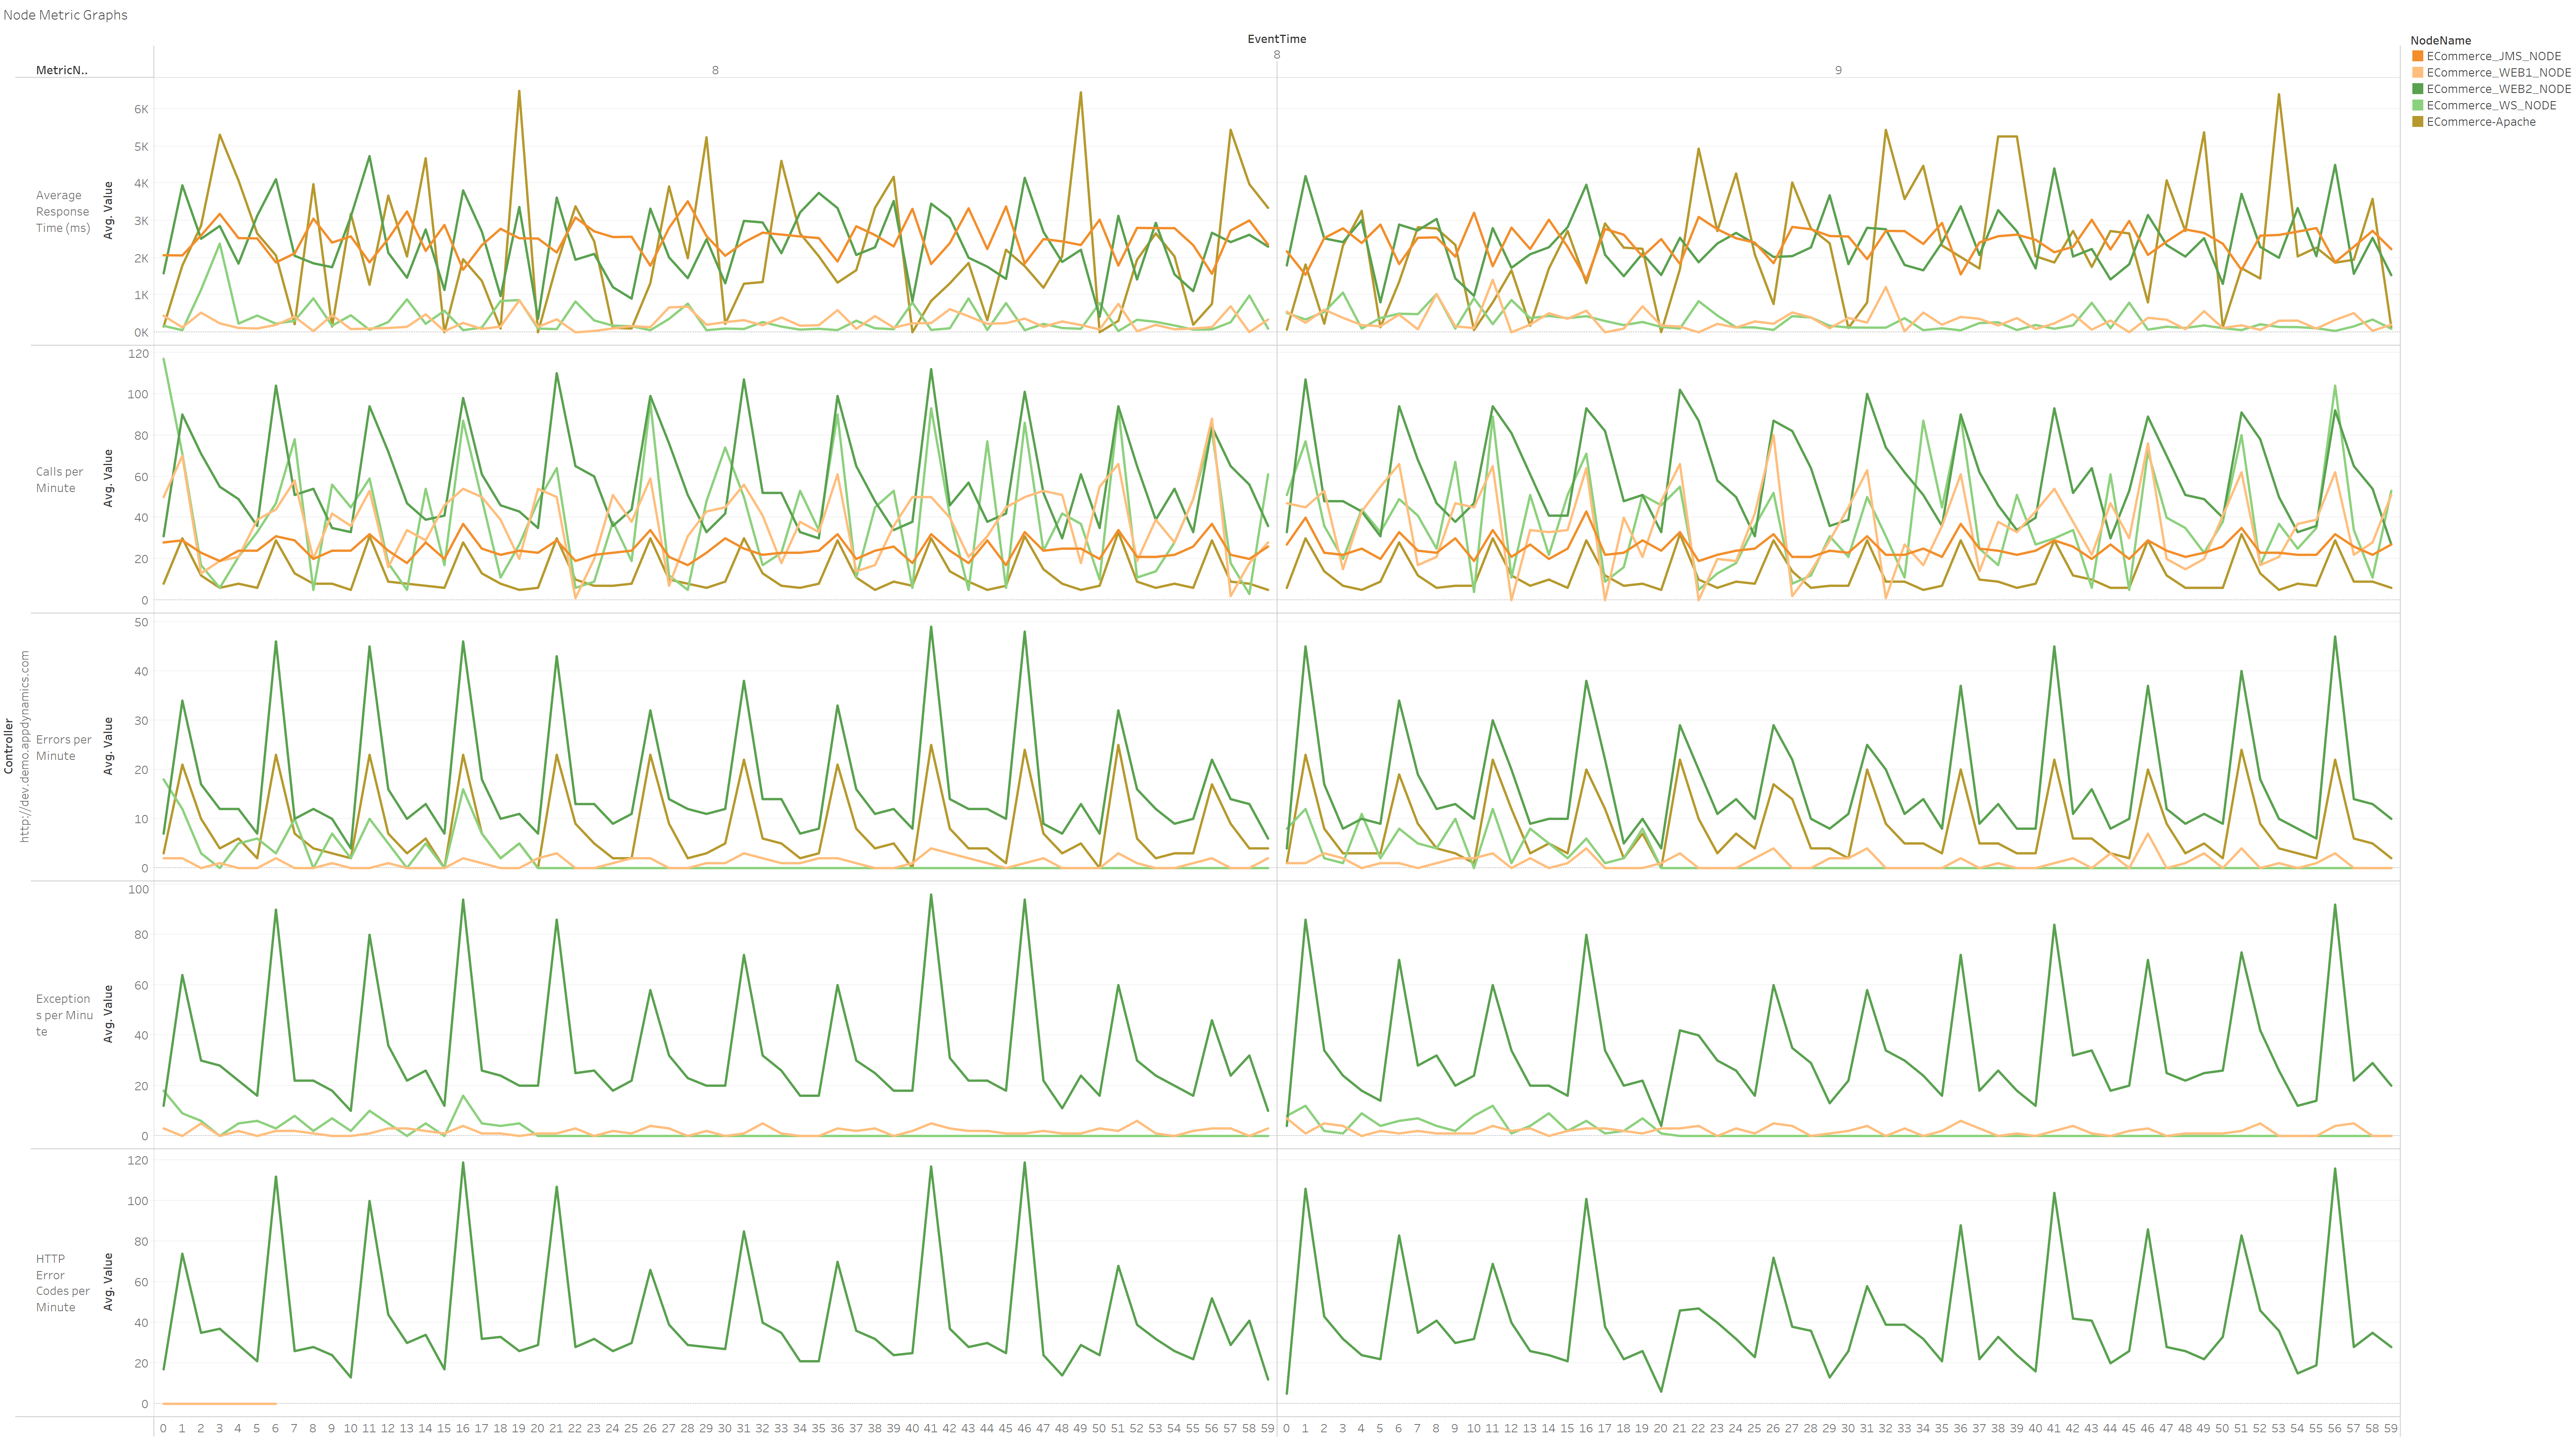 Node Metric Graphs
EventTime
8
MetricN..
8
9
NodeName
ECommerce_JMS_NODE
ECommerce_WEB1_NODE
ECommerce_WEB2_NODE
ECommerce_WS_NODE
ECommerce-Apache
Controller
http://dev.demo.appdynamics.com
Average
Response
Time (ms)
Avg. Value
6K
5K
4K
3K
2K
1K
0K
Calls per
Minute
Avg. Value
120
100
80
60
40
20
0
Errors per
Minute
Avg. Value
50
40
30
20
10
0
Exception
s per Minu
te
Avg. Value
100
80
60
40
20
0
HTTP
Error
Codes per
Minute
Avg. Value
120
100
80
60
40
20
0
0 1 2 3 4 5 6 7 8 9 10 11 12 13 14 15 16 17 18 19 20 21 22 23 24 25 26 27 28 29 30 31 32 33 34 35 36 37 38 39 40 41 42 43 44 45 46 47 48 49 50 51 52 53 54 55 56 57 58 59 0 1 2 3 4 5 6 7 8 9 10 11 12 13 14 15 16 17 18 19 20 21 22 23 24 25 26 27 28 29 30 31 32 33 34 35 36 37 38 39 40 41 42 43 44 45 46 47 48 49 50 51 52 53 54 55 56 57 58 59